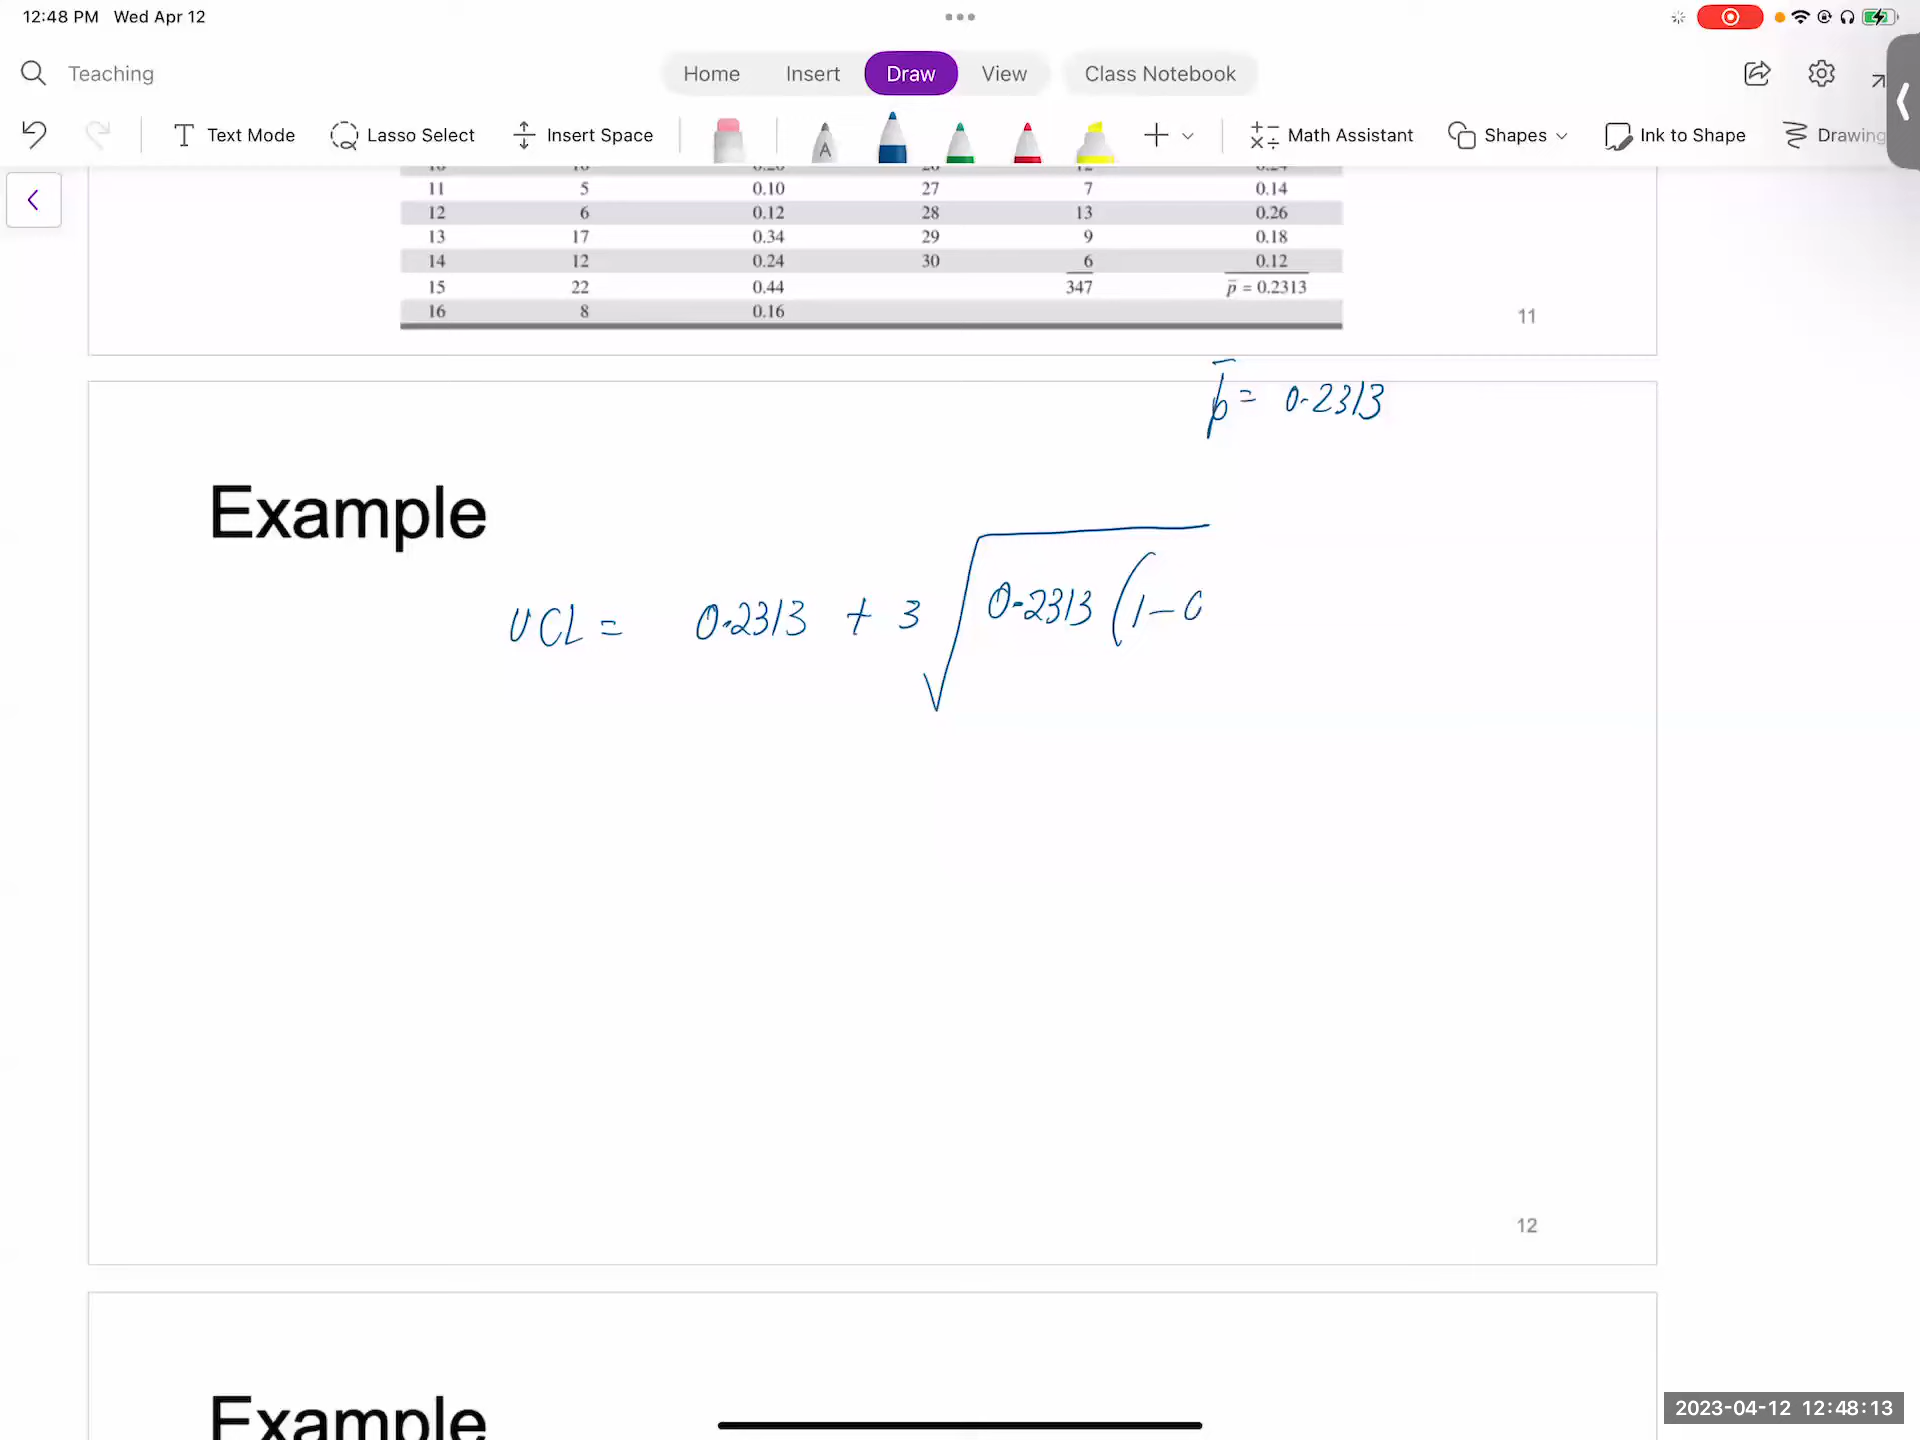 12:48 PM Wed Apr 12
Teaching
Home Insert Draw View Class Notebook
Text Mode Lasso Select Insert Space A Math Assistant Shapes Ink to Shape Drawing
11 5 0.10 27 7 0.14
12 6 0.12 28 13 0.26
13 17 0.34 29 9 0.18
14 12 0.24 30 6 0.12
15 22 0.44 347 p̄ = 0.2313
16 8 0.16
11
p̄ = 0.2313
Example
UCL = 0.2313 + 3 √ 0.2313 (1-0
12
Example
2023-04-12 12:48:13